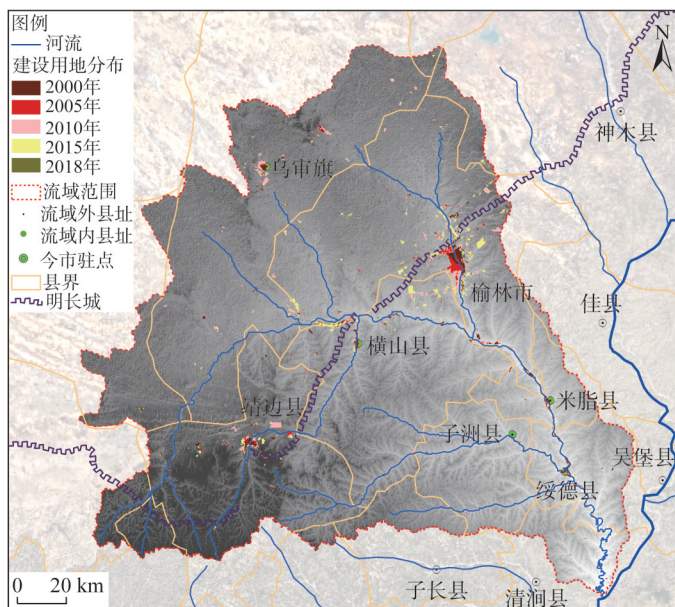 图例
河流
建设用地分布
2000年
2005年
2010年
2015年
2018年
流域范围
流域外县址
流域内县址
今市驻点
县界
明长城
N
神木县
乌审旗
榆林市
佳县
横山县
靖边县
米脂县
子洲县
吴堡县
绥德县
子长县
清涧县
0 20 km